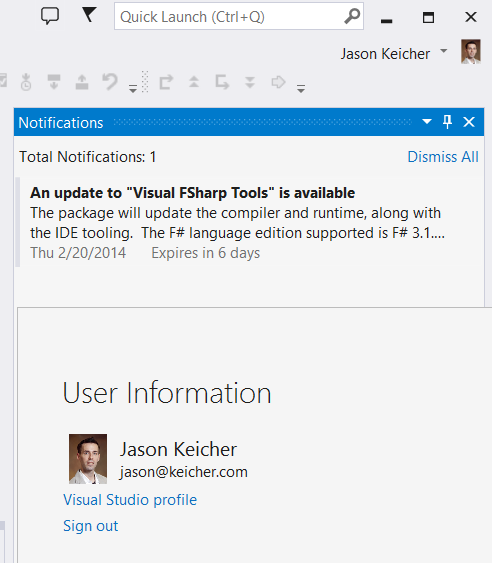 Quick Launch (Ctrl+Q)
Jason Keicher
Notifications
Total Notifications: 1 Dismiss All
An update to "Visual FSharp Tools" is available
The package will update the compiler and runtime, along with
the IDE tooling.  The F# language edition supported is F# 3.1....
Thu 2/20/2014 Expires in 6 days
User Information
Jason Keicher
jason@keicher.com
Visual Studio profile
Sign out